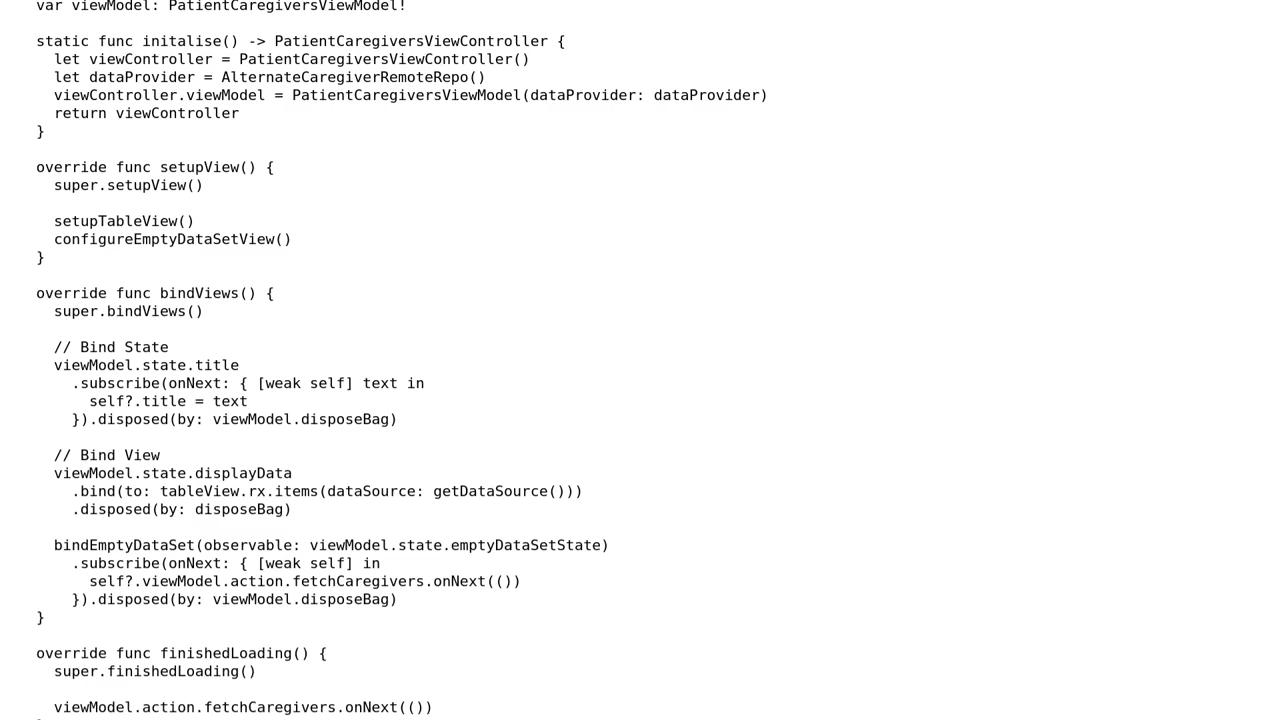 var viewModel: PatientCaregiversViewModel!
static func initalise() -> PatientCaregiversViewController {
let viewController = PatientCaregiversViewController()
let dataProvider = AlternateCaregiverRemoteRepo()
viewController.viewModel = PatientCaregiversViewModel(dataProvider: dataProvider)
return viewController
}
override func setupView() {
super.setupView()
setupTableView()
configureEmptyDataSetView()
}
override func bindViews() {
super.bindViews()
// Bind State
viewModel.state.title
.subscribe(onNext: { [weak self] text in
self?.title = text
}).disposed(by: viewModel.disposeBag)
// Bind View
viewModel.state.displayData
.bind(to: tableView.rx.items(dataSource: getDataSource()))
.disposed(by: disposeBag)
bindEmptyDataSet(observable: viewModel.state.emptyDataSetState)
.subscribe(onNext: { [weak self] in
self?.viewModel.action.fetchCaregivers.onNext(())
}).disposed(by: viewModel.disposeBag)
}
override func finishedLoading() {
super.finishedLoading()
viewModel.action.fetchCaregivers.onNext(())